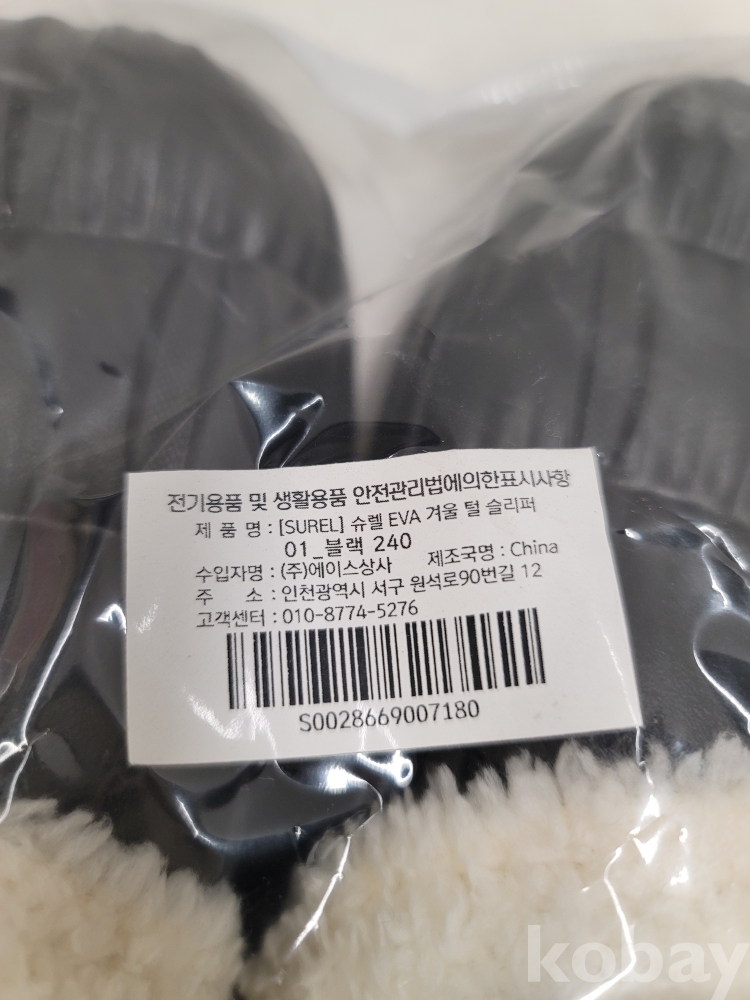 전기용품 및 생활용품 안전관리법에의한표시사항
제 품 명 : [SUREL] 슈렐 EVA 겨울 털 슬리퍼
01_블랙 240
수입자명 : (주)에이스상사 제조국명 : China
주 소 : 인천광역시 서구 원석로90번길 12
고객센터 : 010-8774-5276
S0028669007180
kobay